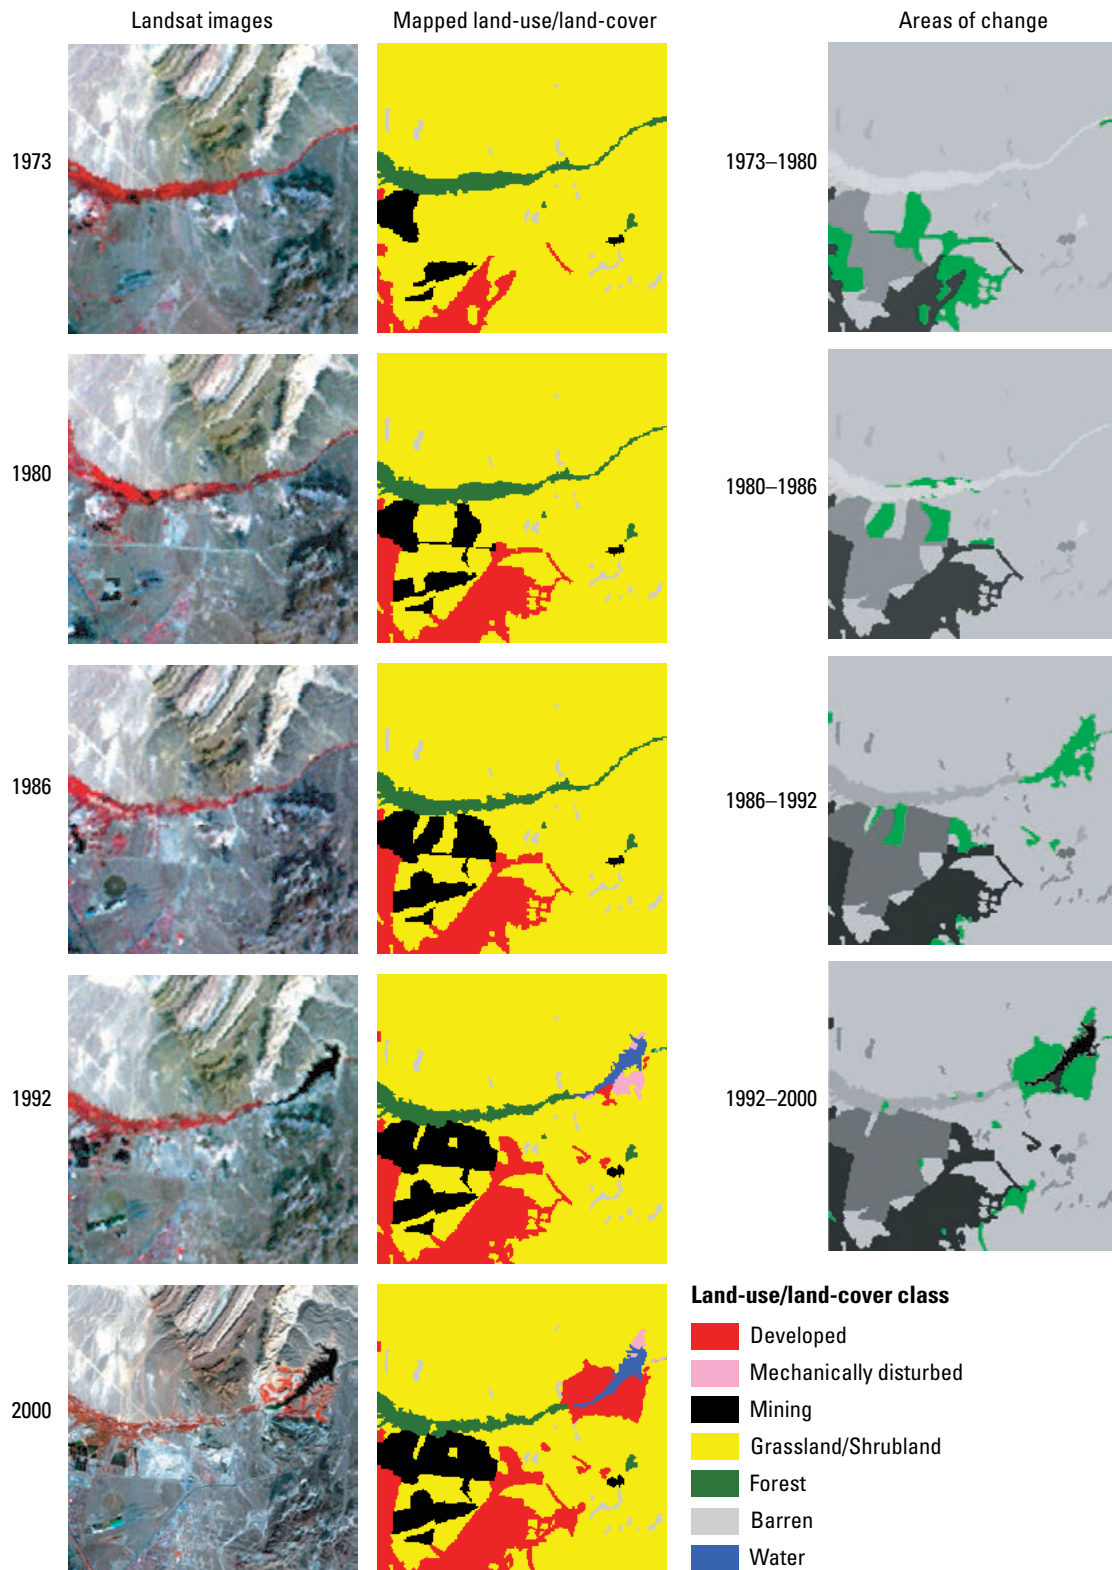 Landsat images
Mapped land-use/land-cover
Areas of change
1973
1973–1980
1980
1980–1986
1986
1986–1992
1992
1992–2000
2000
Land-use/land-cover class
Developed
Mechanically disturbed
Mining
Grassland/Shrubland
Forest
Barren
Water